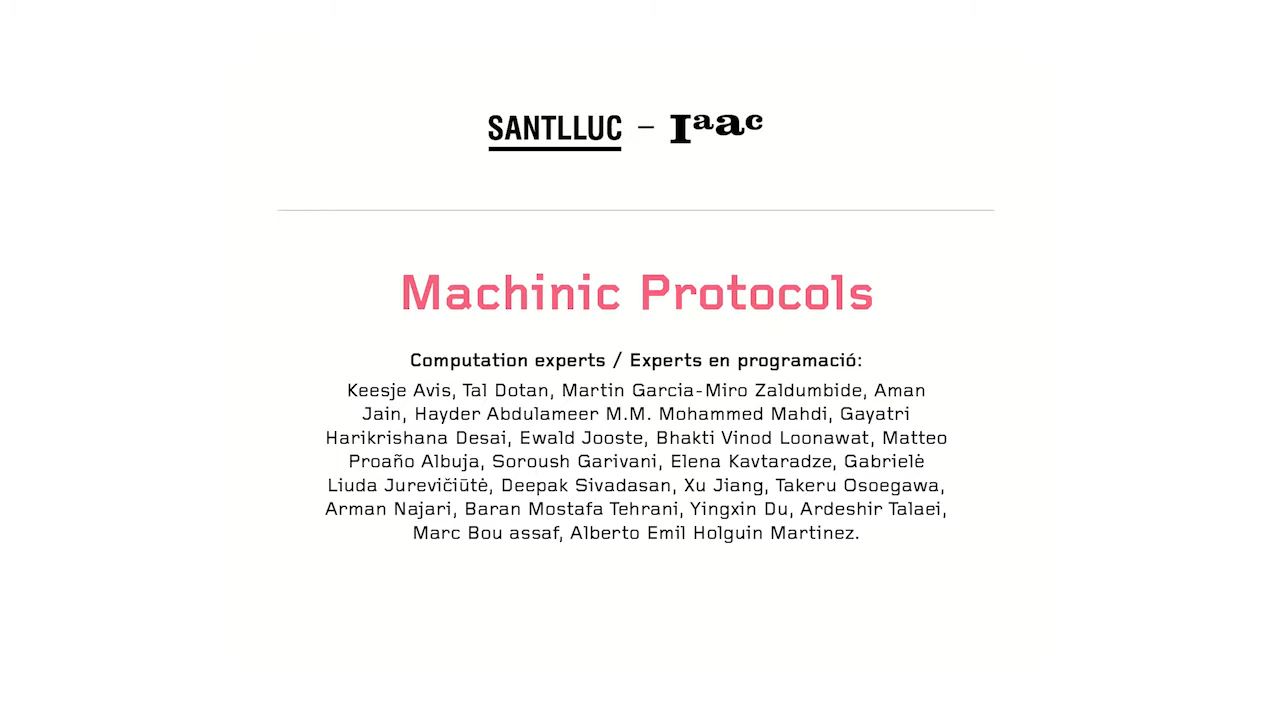 SANTLLUC – Iaac
Machinic Protocols
Computation experts / Experts en programació:
Keesje Avis, Tal Dotan, Martin Garcia-Miro Zaldumbide, Aman
Jain, Hayder Abdulameer M.M. Mohammed Mahdi, Gayatri
Harikrishana Desai, Ewald Jooste, Bhakti Vinod Loonawat, Matteo
Proaño Albuja, Soroush Garivani, Elena Kavtaradze, Gabrielė
Liuda Jurevičiūtė, Deepak Sivadasan, Xu Jiang, Takeru Osoegawa,
Arman Najari, Baran Mostafa Tehrani, Yingxin Du, Ardeshir Talaei,
Marc Bou assaf, Alberto Emil Holguin Martinez.